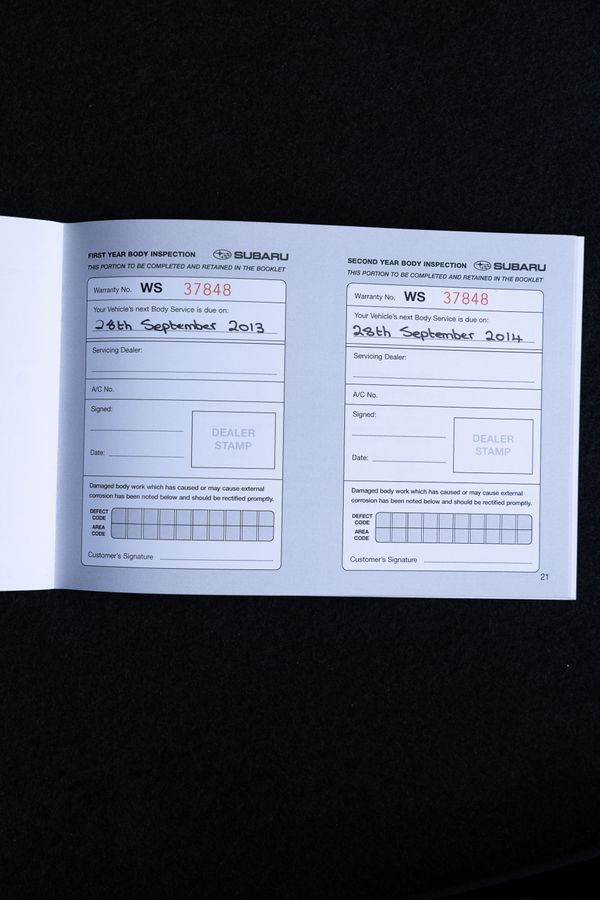 FIRST YEAR BODY INSPECTION SUBARU
THIS PORTION TO BE COMPLETED AND RETAINED IN THE BOOKLET
Warranty No. WS 37848
Your Vehicle's next Body Service is due on:
28th September 2013
Servicing Dealer:
A/C No.
Signed:
DEALER
STAMP
Date:
Damaged body work which has caused or may cause external
corrosion has been noted below and should be rectified promptly.
DEFECT
CODE
AREA
CODE
Customer's Signature
SECOND YEAR BODY INSPECTION SUBARU
THIS PORTION TO BE COMPLETED AND RETAINED IN THE BOOKLET
Warranty No. WS 37848
Your Vehicle's next Body Service is due on:
28th September 2014
Servicing Dealer:
A/C No.
Signed:
DEALER
STAMP
Date:
Damaged body work which has caused or may cause external
corrosion has been noted below and should be rectified promptly.
DEFECT
CODE
AREA
CODE
Customer's Signature
21